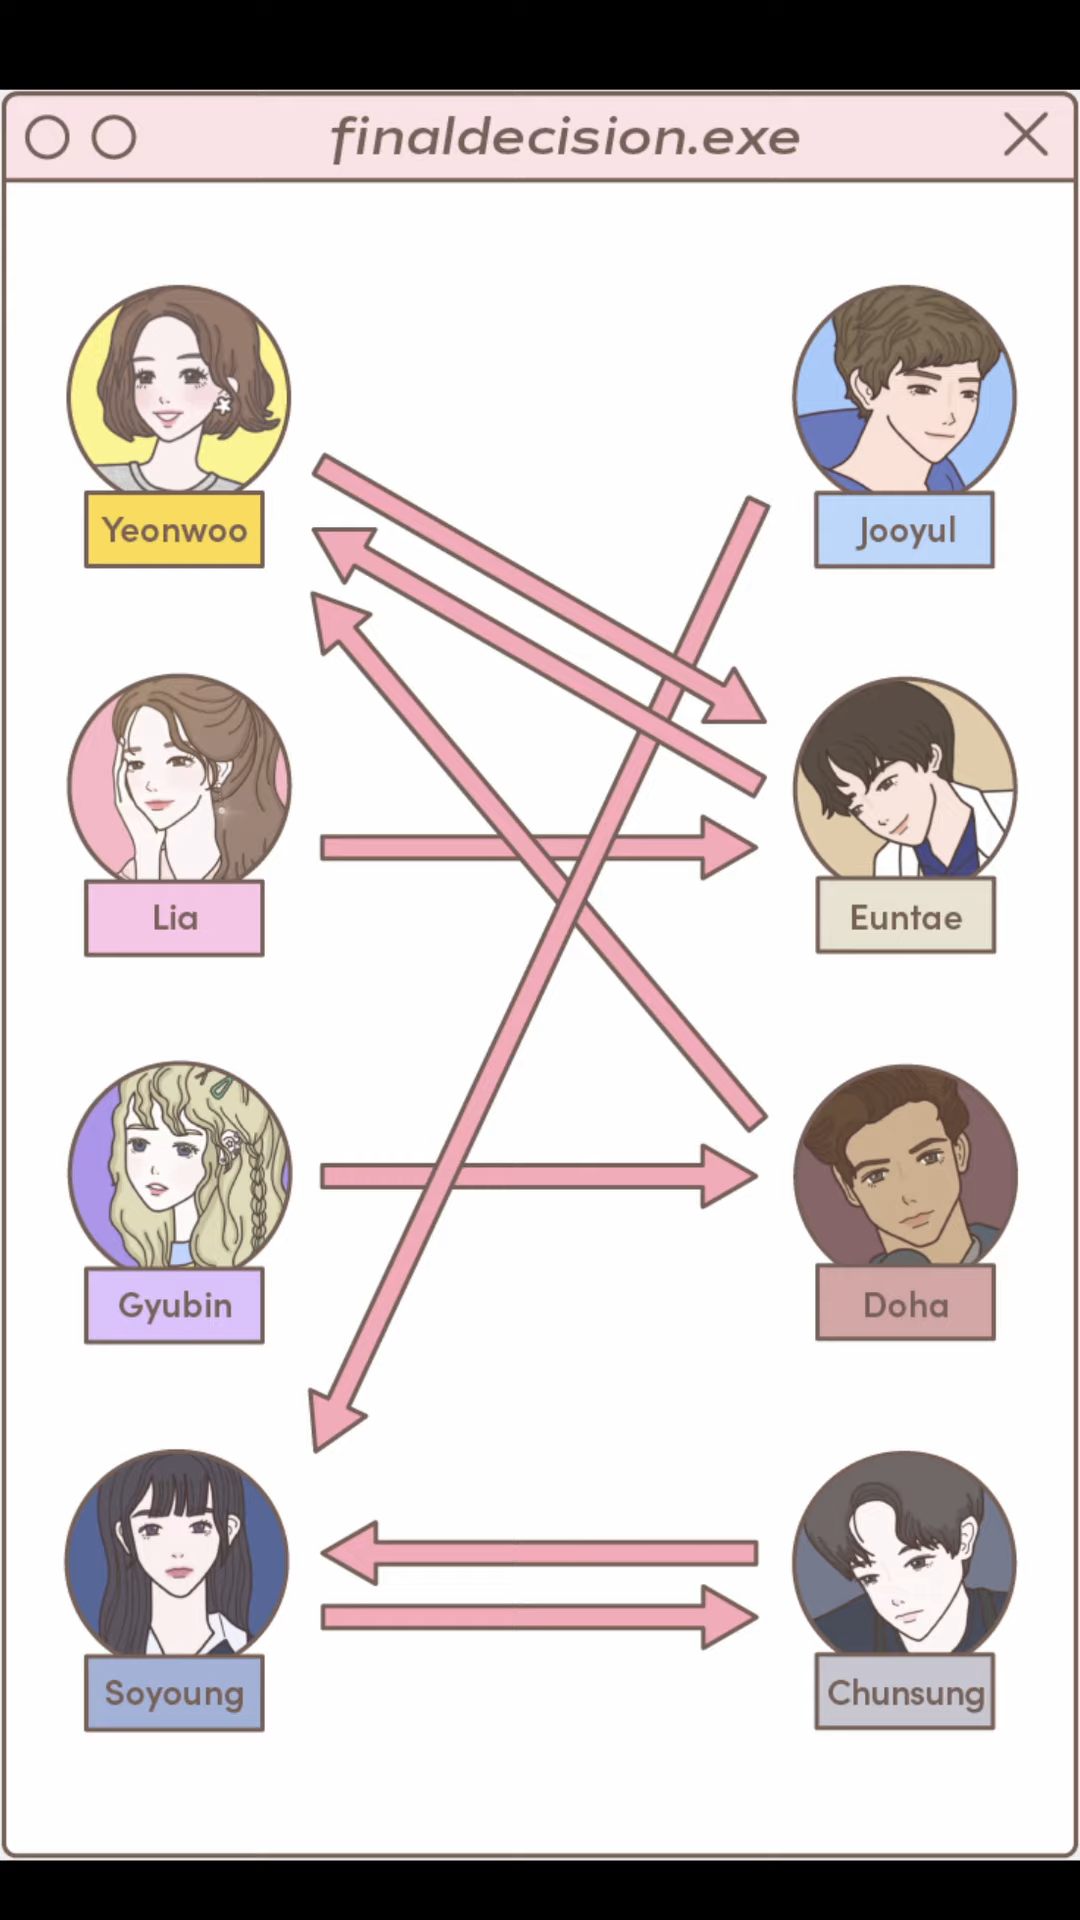 finaldecision.exe
Yeonwoo
Jooyul
Lia
Euntae
Gyubin
Doha
Soyoung
Chunsung